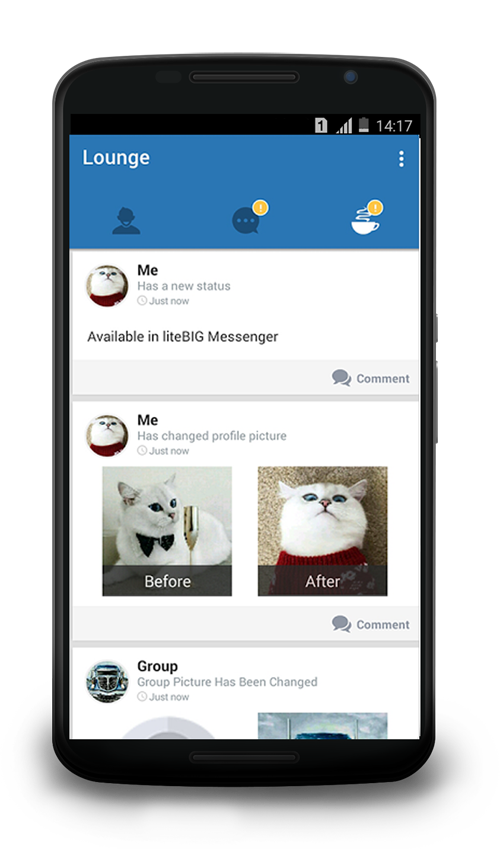 1 14:17
Lounge
!
!
Me
Has a new status
Just now
Available in liteBIG Messenger
Comment
Me
Has changed profile picture
Just now
Before
After
Comment
Group
Group Picture Has Been Changed
Just now